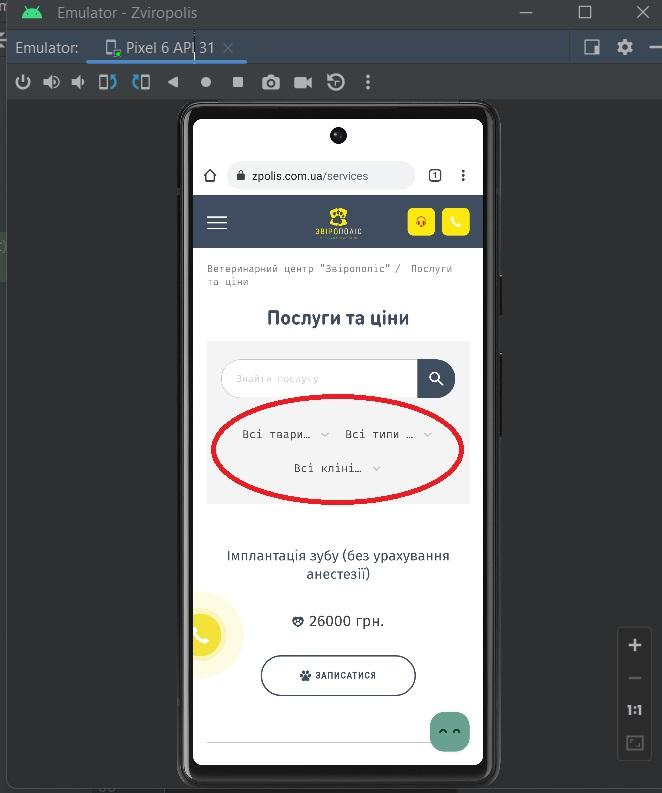 Emulator - Zviropolis
Emulator: Pixel 6 API 31
1
zpolis.com.ua/services
ЗВІРОПОЛІС
Ветеринарний центр "Звірополіс" / Послуги
та ціни
Послуги та ціни
Знайти послугу
Всі твари… Всі типи …
Всі кліні…
Імплантація зубу (без урахування
анестезії)
26000 грн.
ЗАПИСАТИСЯ
1:1